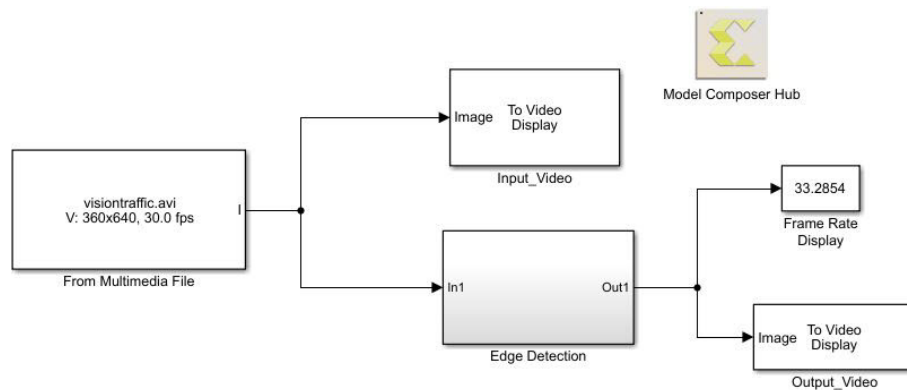 Model Composer Hub
Image
To Video
Display
Input_Video
visiontraffic.avi
V: 360x640, 30.0 fps
I
From Multimedia File
33.2854
Frame Rate
Display
In1
Out1
Edge Detection
Image
To Video
Display
Output_Video